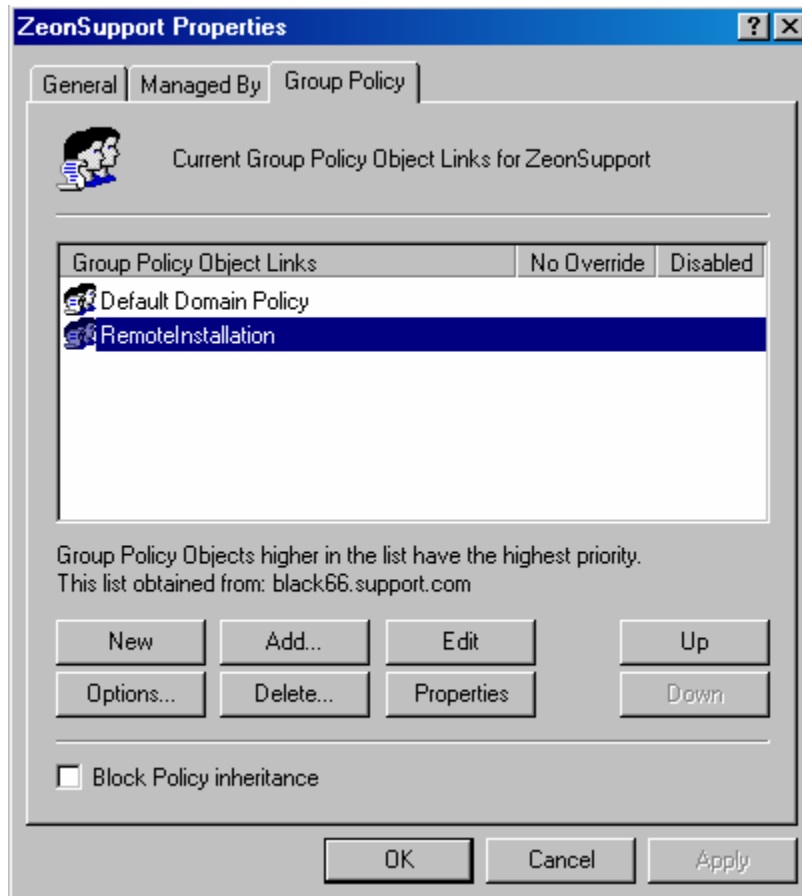 ZeonSupport Properties
General Managed By Group Policy
Current Group Policy Object Links for ZeonSupport
Group Policy Object Links No Override Disabled
Default Domain Policy
RemoteInstallation
Group Policy Objects higher in the list have the highest priority.
This list obtained from: black66.support.com
New Add... Edit Up
Options... Delete... Properties Down
Block Policy inheritance
OK Cancel Apply